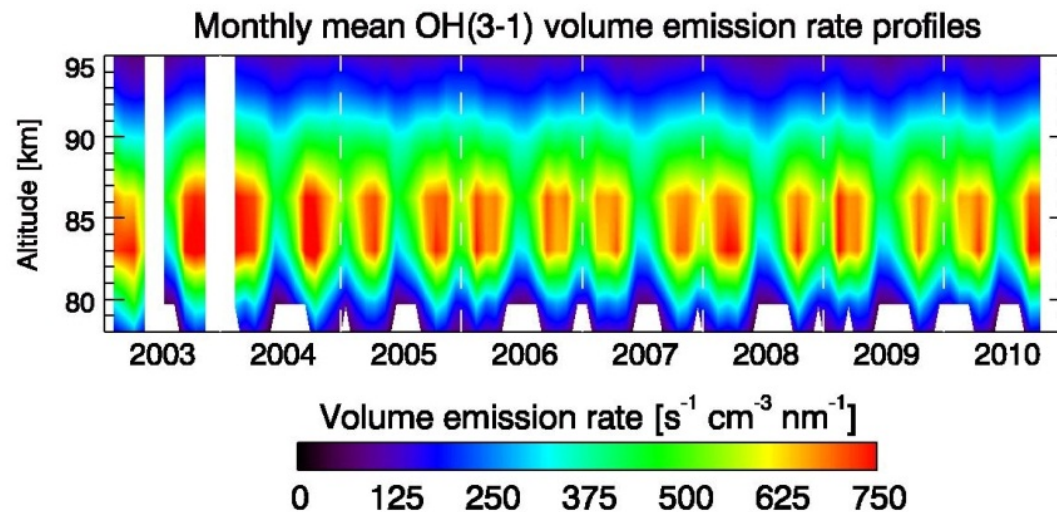 Monthly mean OH(3-1) volume emission rate profiles
Altitude [km]
95
90
85
80
2003 2004 2005 2006 2007 2008 2009 2010
Volume emission rate [s⁻¹ cm⁻³ nm⁻¹]
0 125 250 375 500 625 750